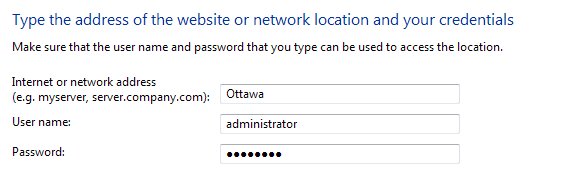 Type the address of the website or network location and your credentials
Make sure that the user name and password that you type can be used to access the location.
Internet or network address
(e.g. myserver, server.company.com): Ottawa
User name: administrator
Password: ●●●●●●●●